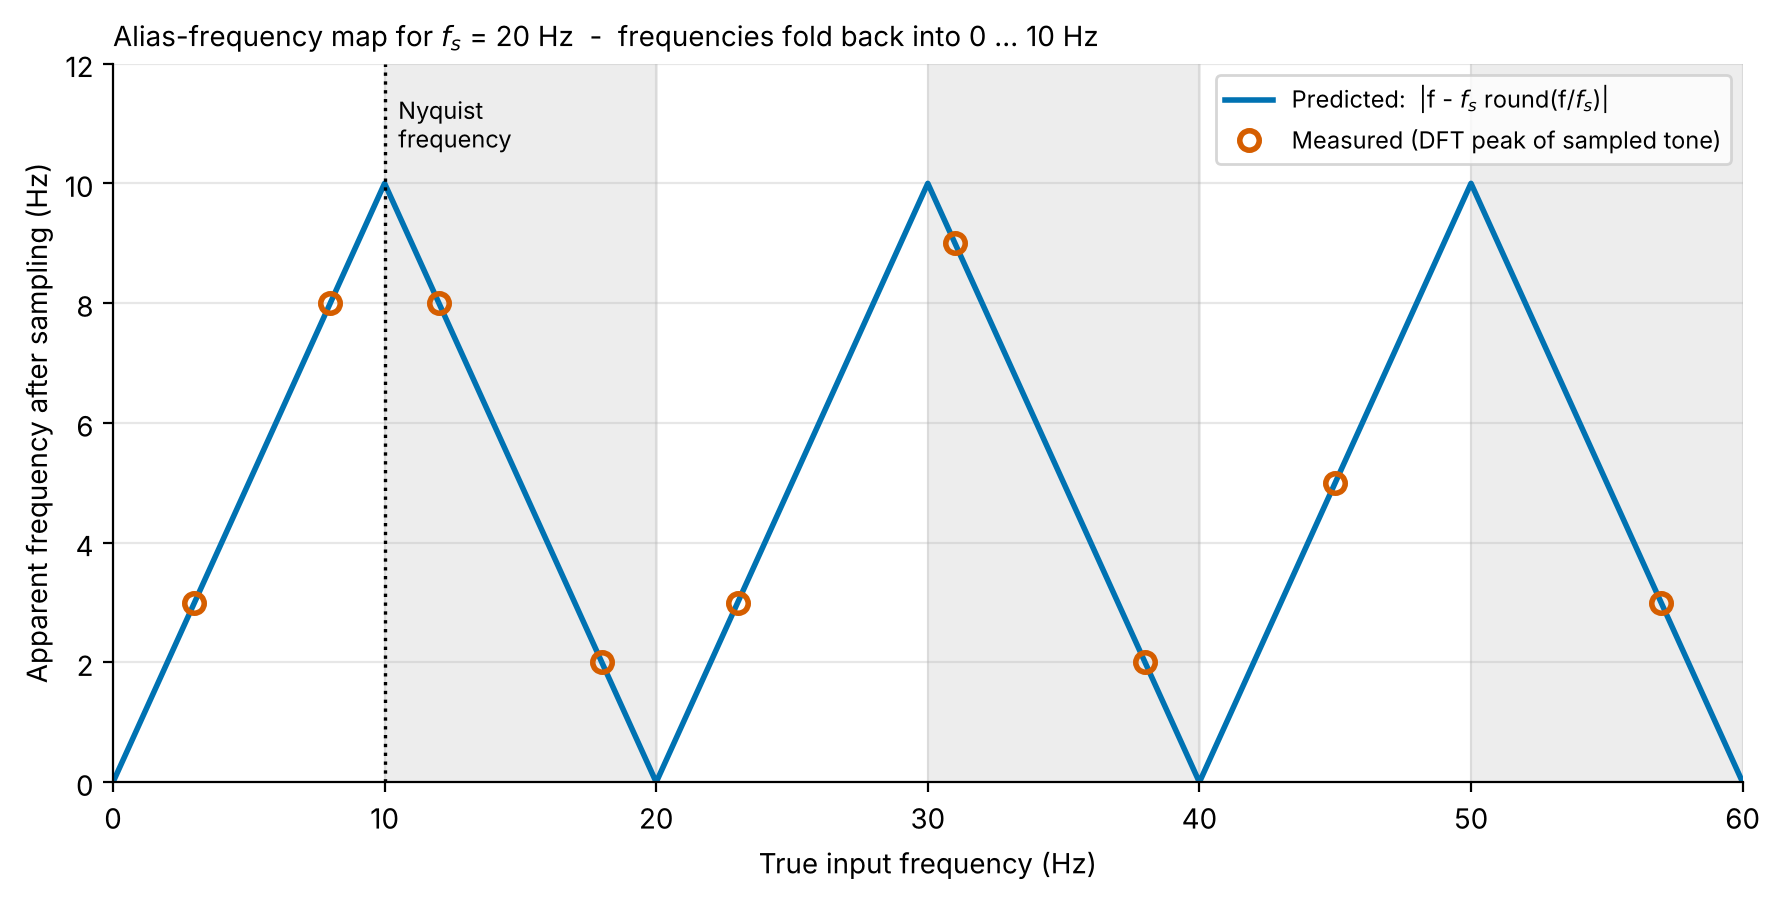 Alias-frequency map for fₛ = 20 Hz - frequencies fold back into 0 ... 10 Hz
Nyquist
frequency
Predicted: |f - fₛ round(f/fₛ)|
Measured (DFT peak of sampled tone)
Apparent frequency after sampling (Hz)
12
10
8
6
4
2
0
0 10 20 30 40 50 60
True input frequency (Hz)